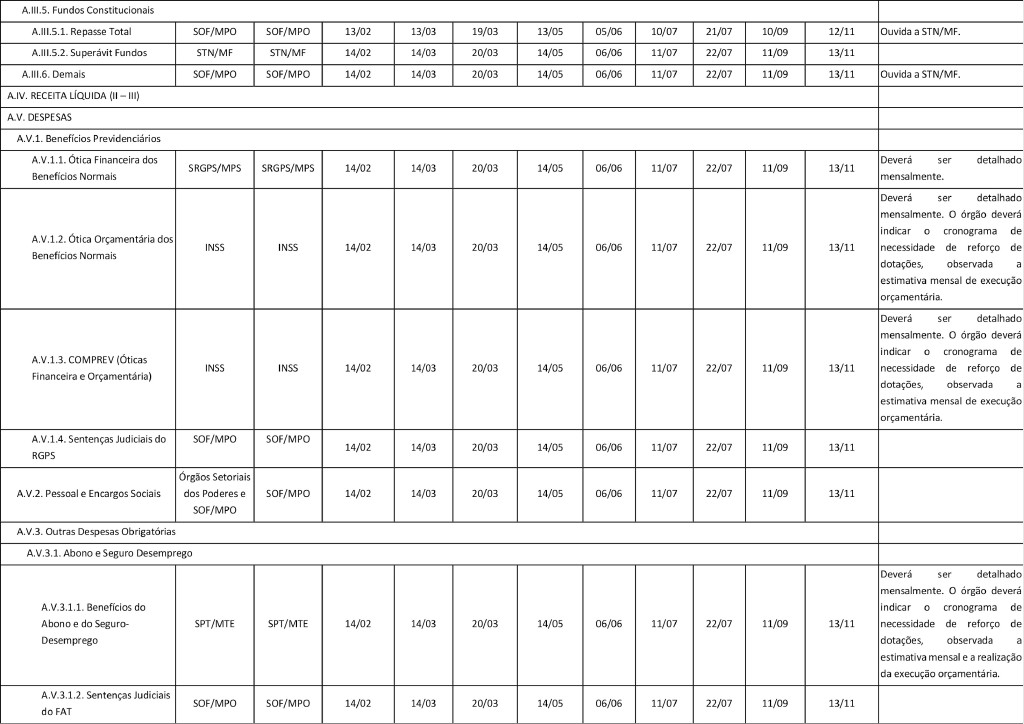 A.III.5. Fundos Constitucionais
A.III.5.1. Repasse Total SOF/MPO SOF/MPO 13/02 13/03 19/03 13/05 05/06 10/07 21/07 10/09 12/11 Ouvida a STN/MF.
A.III.5.2. Superávit Fundos STN/MF STN/MF 14/02 14/03 20/03 14/05 06/06 11/07 22/07 11/09 13/11
A.III.6. Demais SOF/MPO SOF/MPO 14/02 14/03 20/03 14/05 06/06 11/07 22/07 11/09 13/11 Ouvida a STN/MF.
A.IV. RECEITA LÍQUIDA (II – III)
A.V. DESPESAS
A.V.1. Benefícios Previdenciários
A.V.1.1. Ótica Financeira dos
Benefícios Normais
SRGPS/MPS SRGPS/MPS 14/02 14/03 20/03 14/05 06/06 11/07 22/07 11/09 13/11
Deverá ser detalhado
mensalmente.
A.V.1.2. Ótica Orçamentária dos
Benefícios Normais
INSS INSS 14/02 14/03 20/03 14/05 06/06 11/07 22/07 11/09 13/11
Deverá ser detalhado
mensalmente. O órgão deverá
indicar o cronograma de
necessidade de reforço de
dotações, observada a
estimativa mensal de execução
orçamentária.
A.V.1.3. COMPREV (Óticas
Financeira e Orçamentária)
INSS INSS 14/02 14/03 20/03 14/05 06/06 11/07 22/07 11/09 13/11
Deverá ser detalhado
mensalmente. O órgão deverá
indicar o cronograma de
necessidade de reforço de
dotações, observada a
estimativa mensal de execução
orçamentária.
A.V.1.4. Sentenças Judiciais do
RGPS
SOF/MPO SOF/MPO 14/02 14/03 20/03 14/05 06/06 11/07 22/07 11/09 13/11
A.V.2. Pessoal e Encargos Sociais
Órgãos Setoriais
dos Poderes e
SOF/MPO
SOF/MPO 14/02 14/03 20/03 14/05 06/06 11/07 22/07 11/09 13/11
A.V.3. Outras Despesas Obrigatórias
A.V.3.1. Abono e Seguro Desemprego
A.V.3.1.1. Benefícios do
Abono e do Seguro-
Desemprego
SPT/MTE SPT/MTE 14/02 14/03 20/03 14/05 06/06 11/07 22/07 11/09 13/11
Deverá ser detalhado
mensalmente. O órgão deverá
indicar o cronograma de
necessidade de reforço de
dotações, observada a
estimativa mensal e a realização
da execução orçamentária.
A.V.3.1.2. Sentenças Judiciais
do FAT
SOF/MPO SOF/MPO 14/02 14/03 20/03 14/05 06/06 11/07 22/07 11/09 13/11